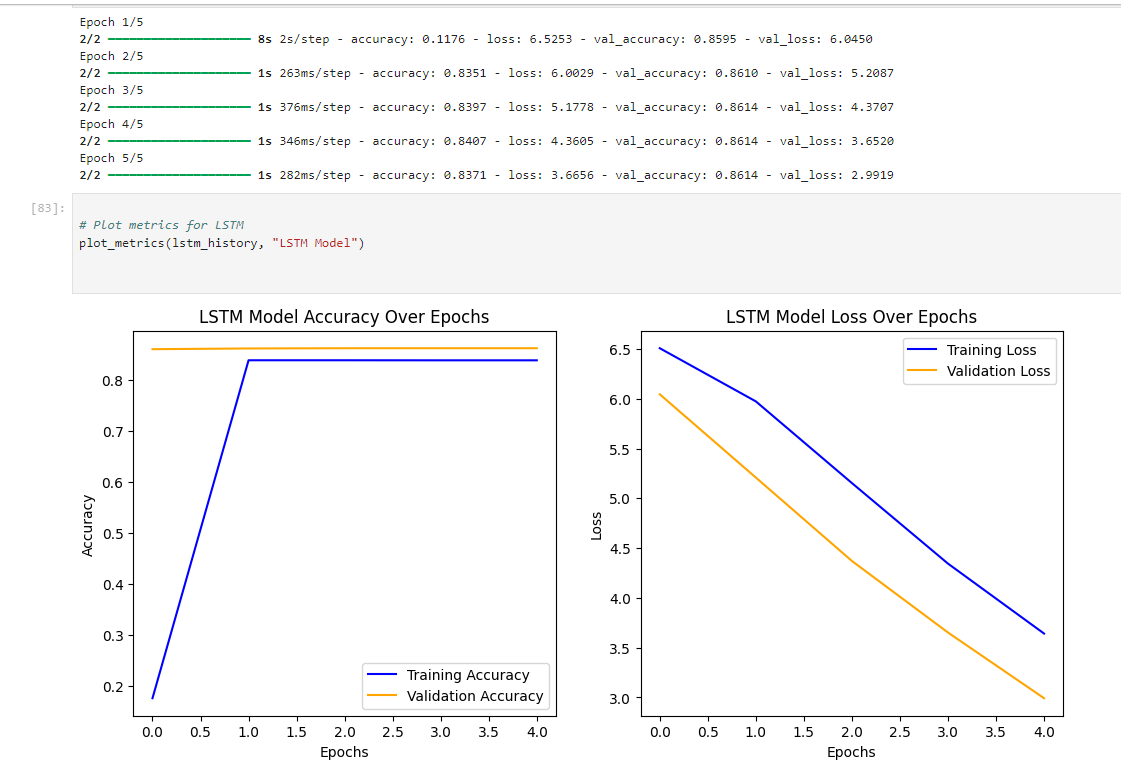 Epoch 1/5
2/2 8s 2s/step - accuracy: 0.1176 - loss: 6.5253 - val_accuracy: 0.8595 - val_loss: 6.0450
Epoch 2/5
2/2 1s 263ms/step - accuracy: 0.8351 - loss: 6.0029 - val_accuracy: 0.8610 - val_loss: 5.2087
Epoch 3/5
2/2 1s 376ms/step - accuracy: 0.8397 - loss: 5.1778 - val_accuracy: 0.8614 - val_loss: 4.3707
Epoch 4/5
2/2 1s 346ms/step - accuracy: 0.8407 - loss: 4.3605 - val_accuracy: 0.8614 - val_loss: 3.6520
Epoch 5/5
2/2 1s 282ms/step - accuracy: 0.8371 - loss: 3.6656 - val_accuracy: 0.8614 - val_loss: 2.9919
[83]:
# Plot metrics for LSTM
plot_metrics(lstm_history, "LSTM Model")
LSTM Model Accuracy Over Epochs
0.8
0.7
0.6
0.5
0.4
0.3
0.2
Accuracy
Training Accuracy
Validation Accuracy
0.0 0.5 1.0 1.5 2.0 2.5 3.0 3.5 4.0
Epochs
LSTM Model Loss Over Epochs
6.5
6.0
5.5
5.0
4.5
4.0
3.5
3.0
Loss
Training Loss
Validation Loss
0.0 0.5 1.0 1.5 2.0 2.5 3.0 3.5 4.0
Epochs